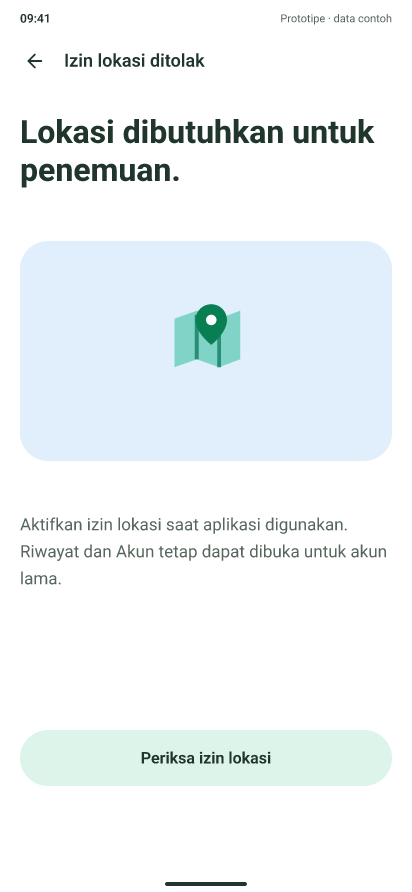 09:41
Prototipe · data contoh
Izin lokasi ditolak
Lokasi dibutuhkan untuk
penemuan.
Aktifkan izin lokasi saat aplikasi digunakan.
Riwayat dan Akun tetap dapat dibuka untuk akun
lama.
Periksa izin lokasi